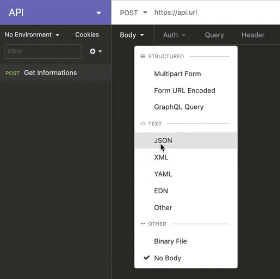 API
POST
https://api.url
No Environment
Cookies
Body
Auth
Query
Header
Filter
POST Get Informations
STRUCTURED
Multipart Form
Form URL Encoded
GraphQL Query
TEXT
JSON
XML
YAML
EDN
Other
OTHER
Binary File
No Body